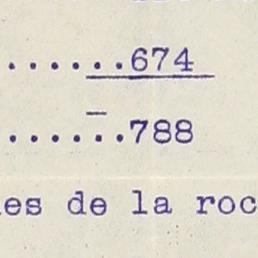 ......674
......788
es de la roc